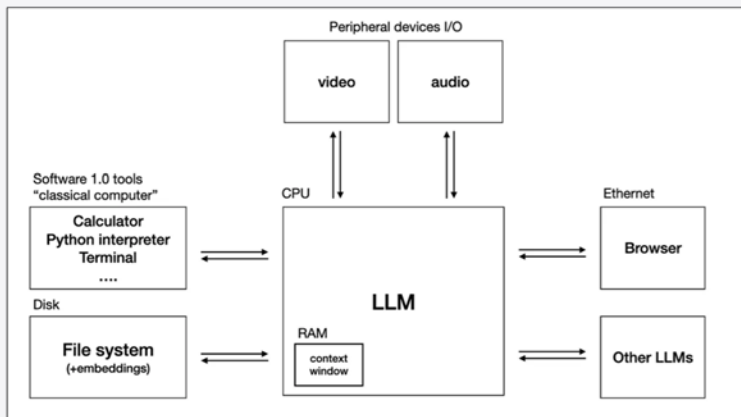 Peripheral devices I/O
video
audio
Software 1.0 tools
“classical computer”
CPU
Ethernet
Calculator
Python interpreter
Terminal
....
Browser
LLM
Disk
File system
(+embeddings)
RAM
context
window
Other LLMs